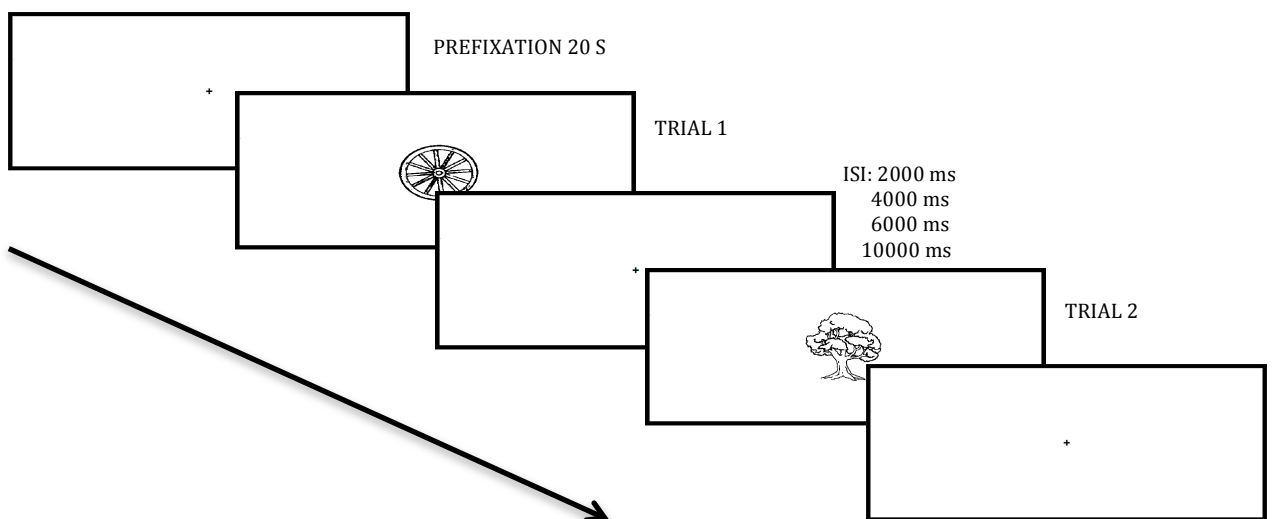 PREFIXATION 20 S
TRIAL 1
ISI: 2000 ms
4000 ms
6000 ms
10000 ms
TRIAL 2